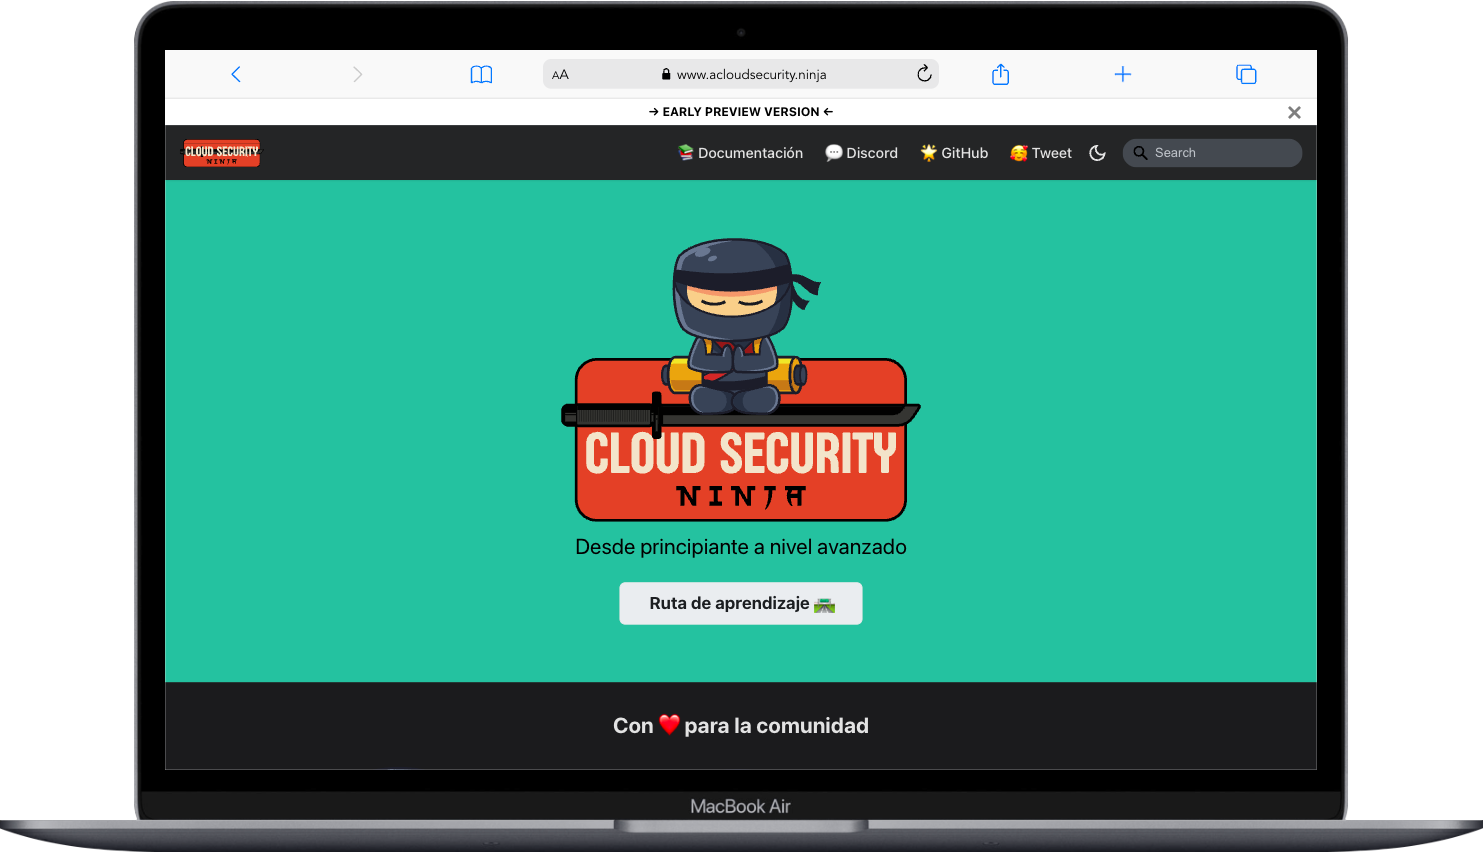 AA
www.acloudsecurity.ninja
→ EARLY PREVIEW VERSION ←
CLOUD SECURITY
NINJA
Documentación
Discord
GitHub
Tweet
Search
CLOUD SECURITY
NINJA
Desde principiante a nivel avanzado
Ruta de aprendizaje
Con ❤️ para la comunidad
MacBook Air